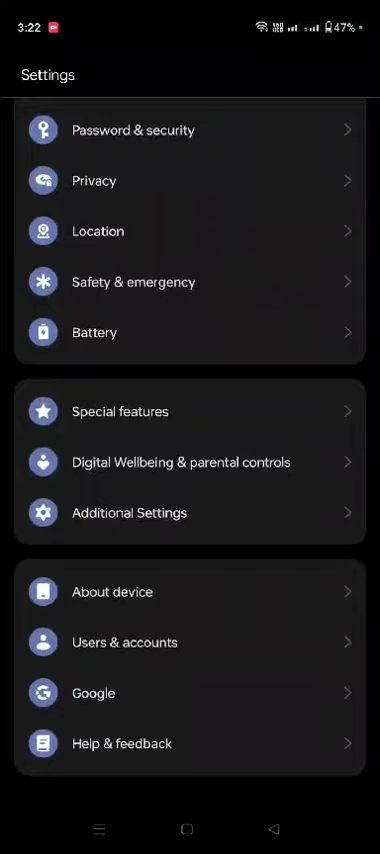 3:22 47%
Settings
Password & security
Privacy
Location
Safety & emergency
Battery
Special features
Digital Wellbeing & parental controls
Additional Settings
About device
Users & accounts
Google
Help & feedback